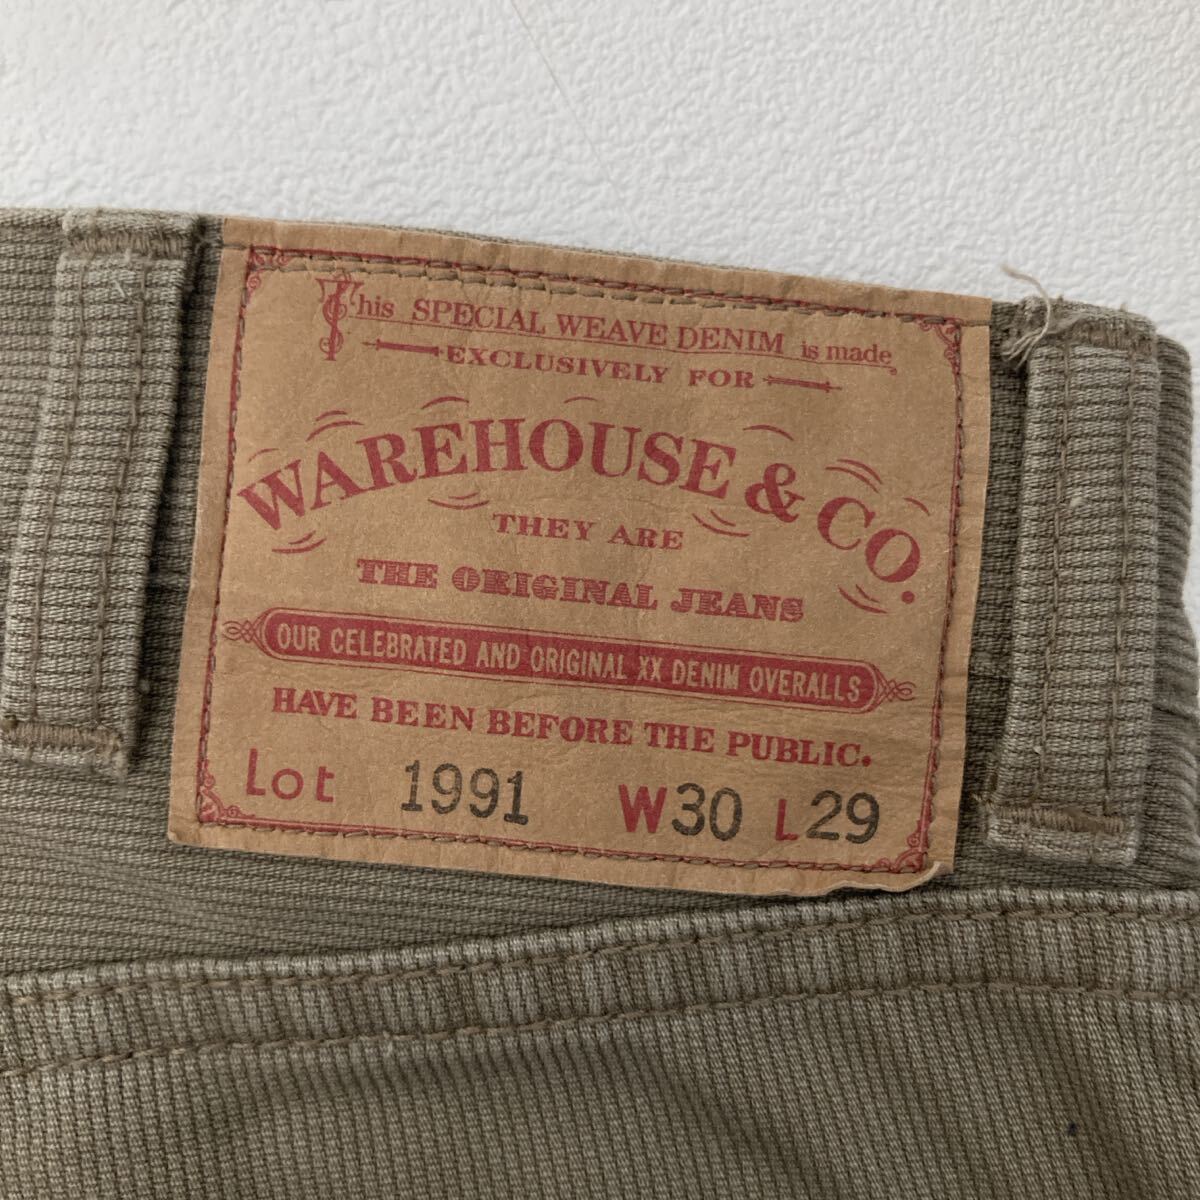 This SPECIAL WEAVE DENIM is made
EXCLUSIVELY FOR
WAREHOUSE & CO.
THEY ARE
THE ORIGINAL JEANS
OUR CELEBRATED AND ORIGINAL XX DENIM OVERALLS
HAVE BEEN BEFORE THE PUBLIC.
Lot 1991 W30 L29